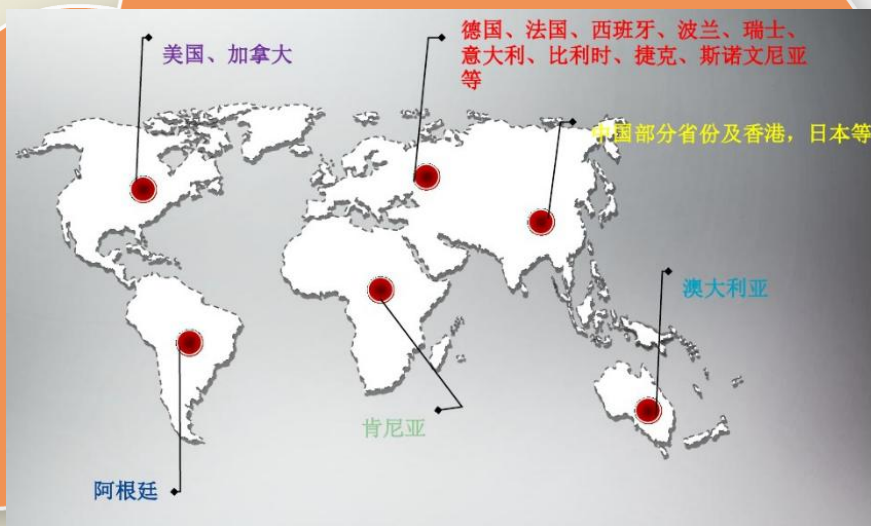 美国、加拿大
德国、法国、西班牙、波兰、瑞士、
意大利、比利时、捷克、斯诺文尼亚
等
中国部分省份及香港，日本等
澳大利亚
肯尼亚
阿根廷